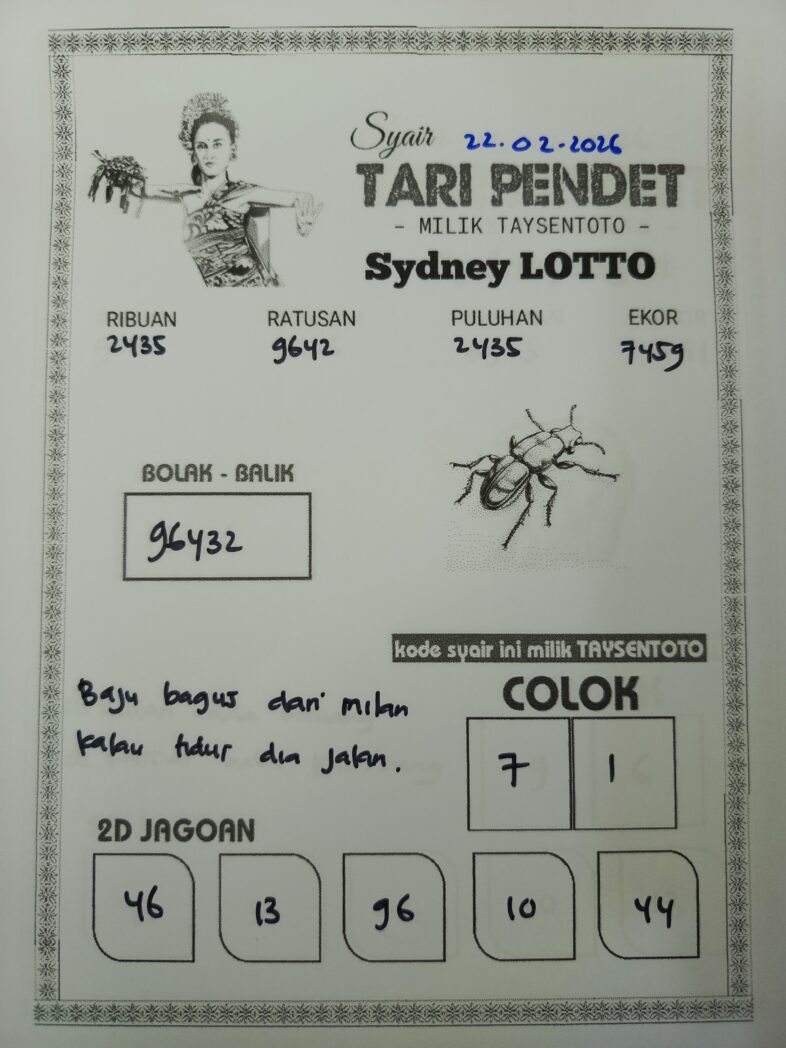 Syair 22.02.2026
TARI PENDET
- MILIK TAYSENTOTO -
Sydney LOTTO
RIBUAN RATUSAN PULUHAN EKOR
2435 9642 2435 7459
BOLAK - BALIK
96432
kode syair ini milik TAYSENTOTO
COLOK
7 1
Baju bagus dari milan
kalau tidur dia jalan.
2D JAGOAN
46 13 96 10 44